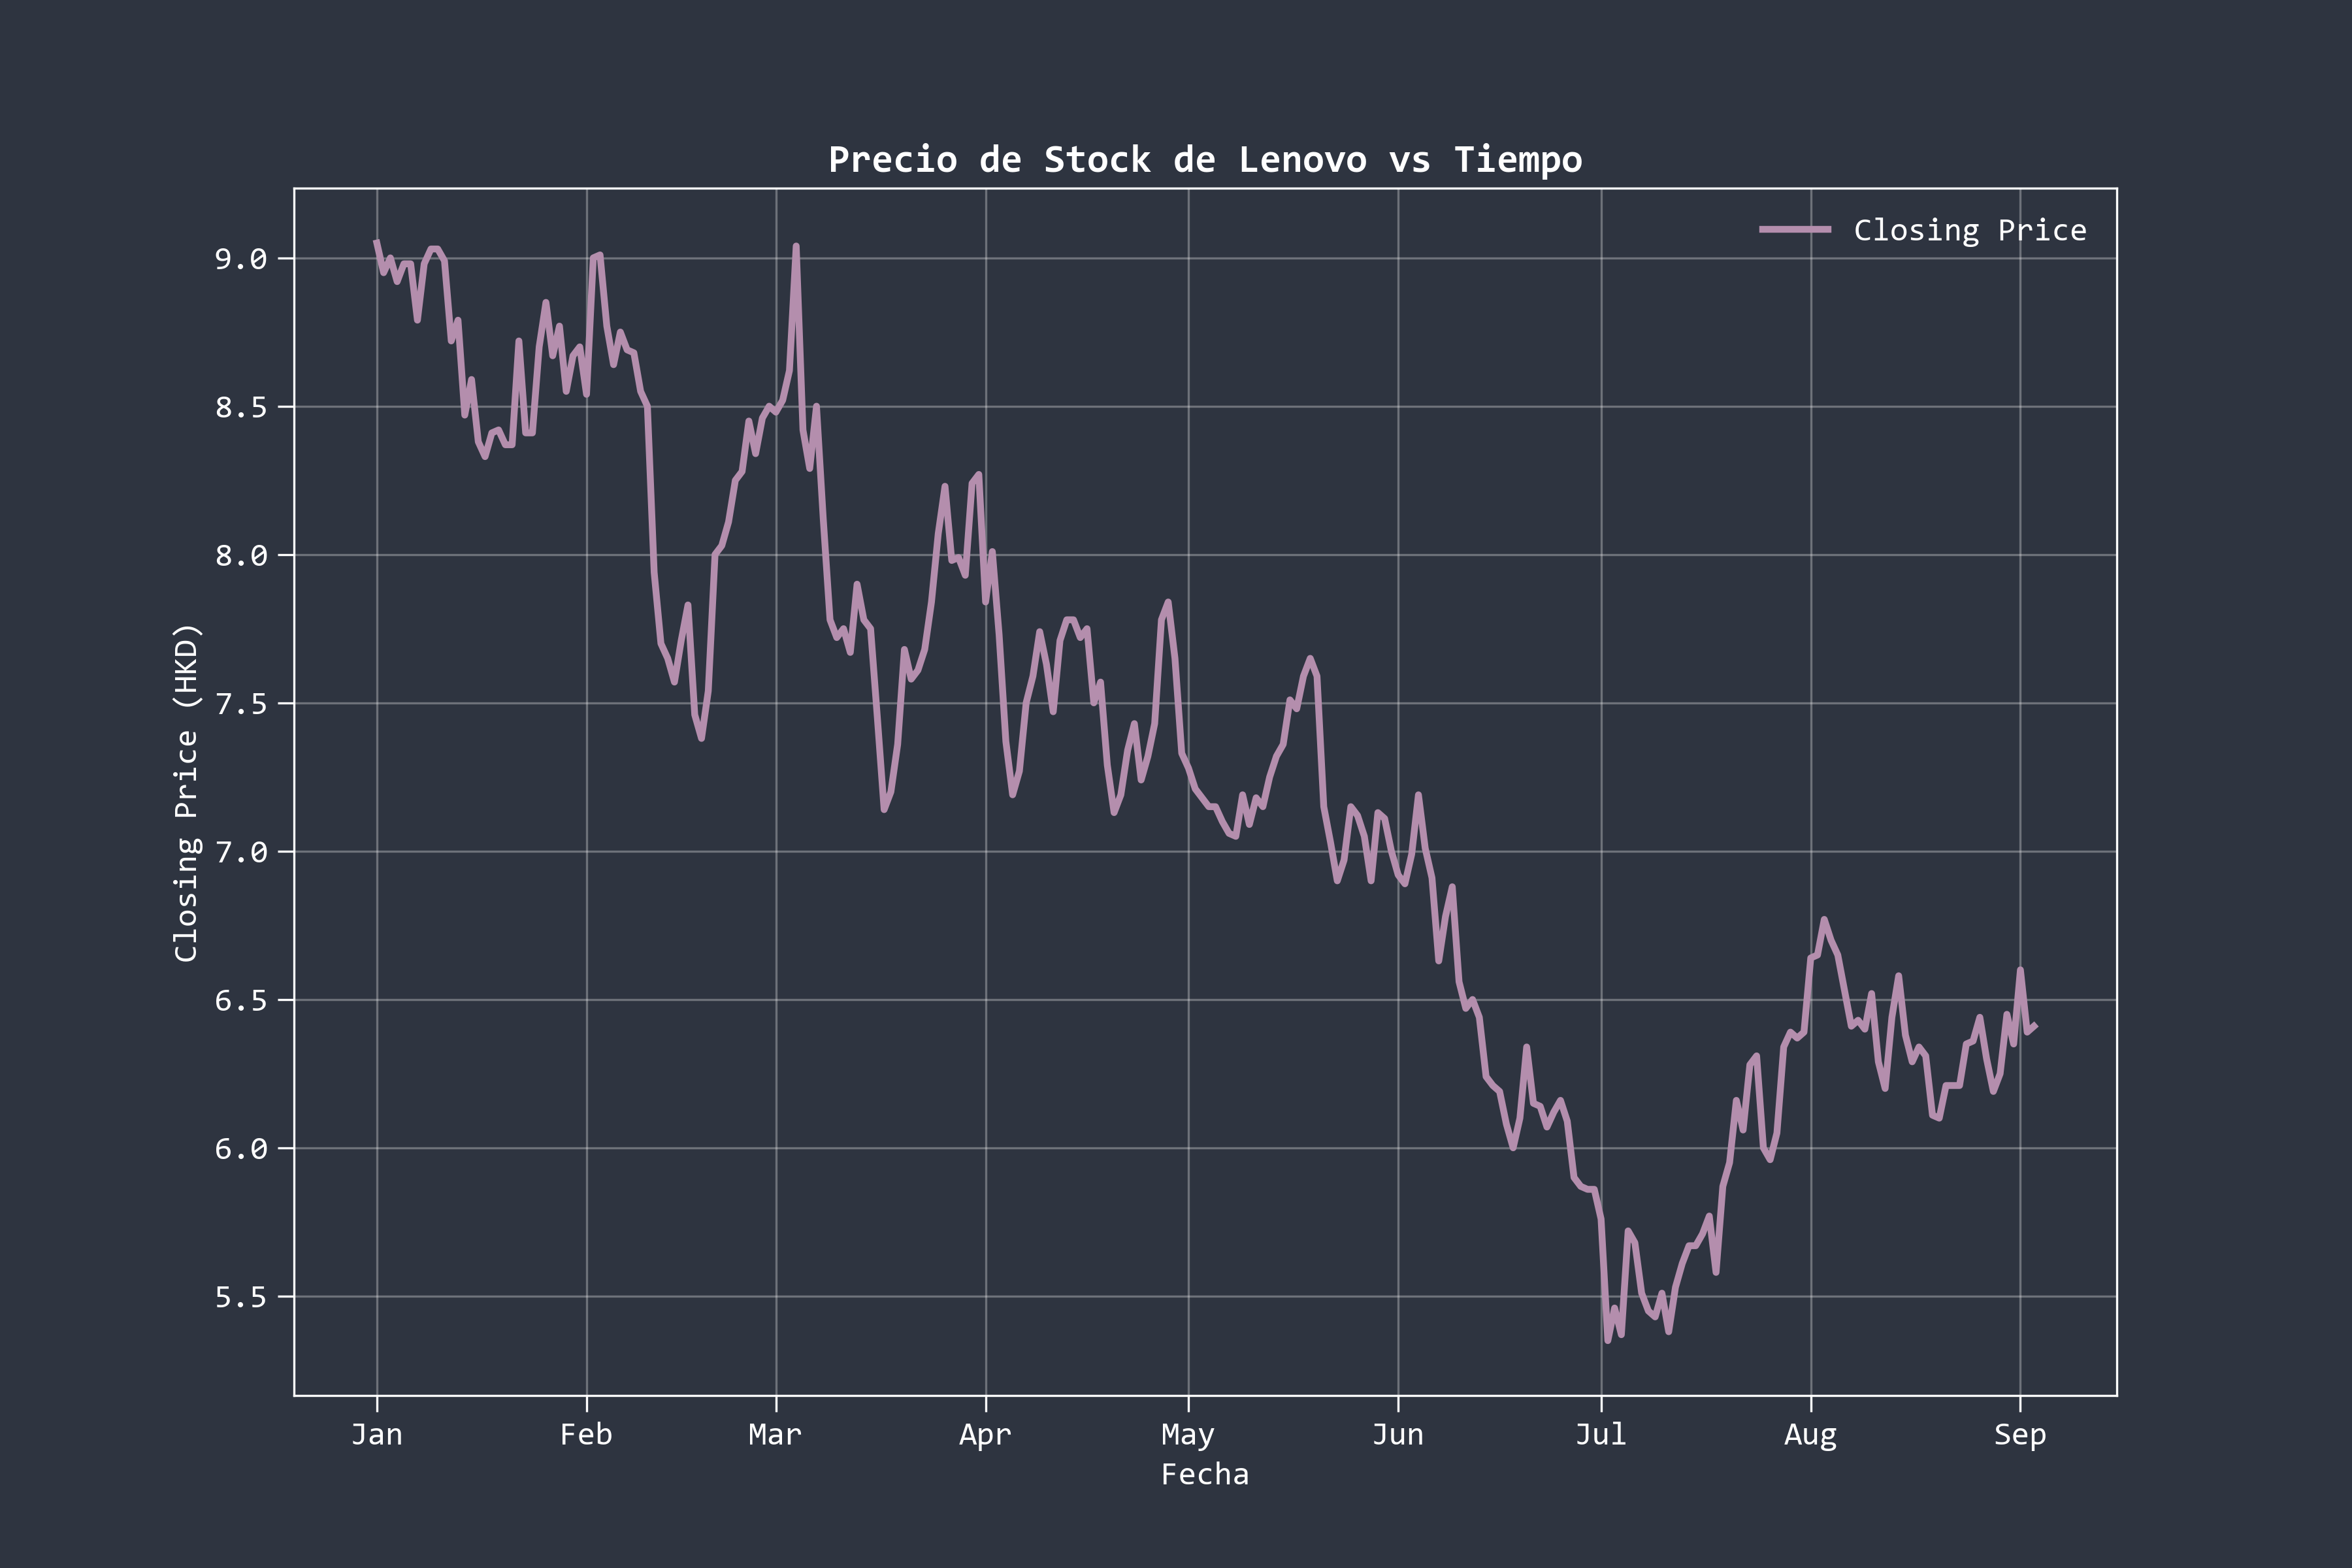 Precio de Stock de Lenovo vs Tiempo
Closing Price
9.0
8.5
8.0
7.5
7.0
6.5
6.0
5.5
Closing Price (HKD)
Jan Feb Mar Apr May Jun Jul Aug Sep
Fecha